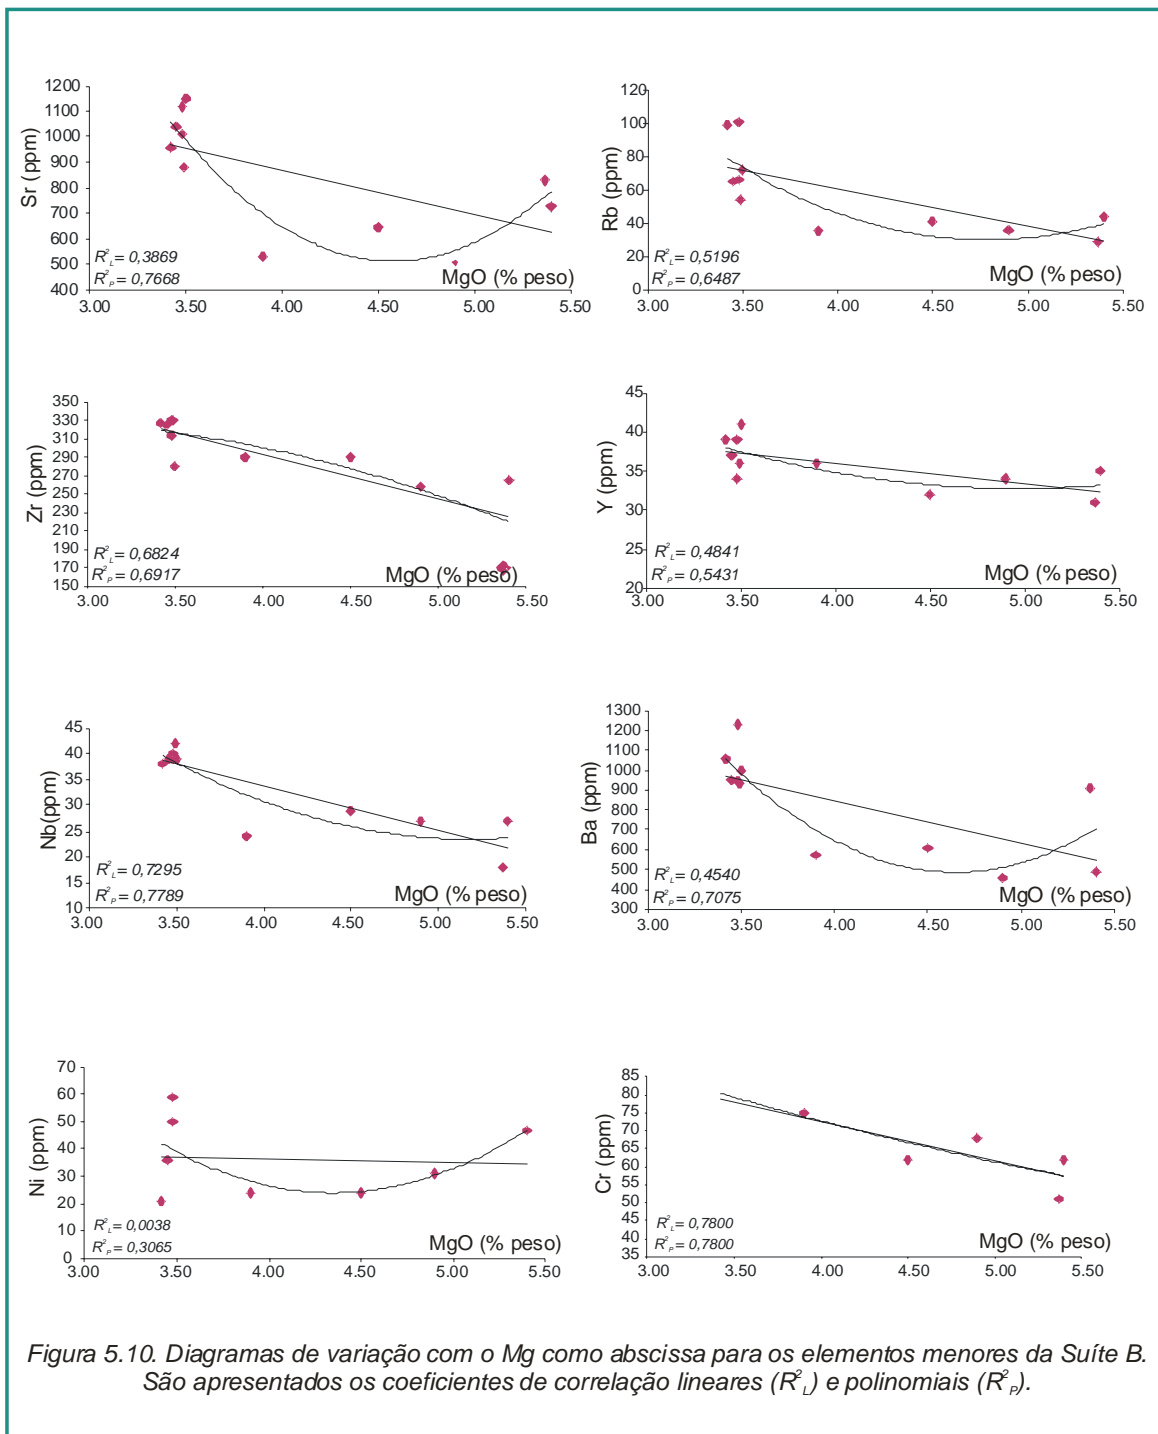 1200
1100
1000
900
800
700
600
500
400
Sr (ppm)
R²L = 0,3869
R²P = 0,7668
MgO (% peso)
3.00 3.50 4.00 4.50 5.00 5.50
120
100
80
60
40
20
0
Rb (ppm)
R²L = 0,5196
R²P = 0,6487
MgO (% peso)
3.00 3.50 4.00 4.50 5.00 5.50
350
330
310
290
270
250
230
210
190
170
150
Zr (ppm)
R²L = 0,6824
R²P = 0,6917
MgO (% peso)
3.00 3.50 4.00 4.50 5.00 5.50
45
40
35
30
25
20
Y (ppm)
R²L = 0,4841
R²P = 0,5431
MgO (% peso)
3.00 3.50 4.00 4.50 5.00 5.50
45
40
35
30
25
20
15
10
Nb(ppm)
R²L = 0,7295
R²P = 0,7789
MgO (% peso)
3.00 3.50 4.00 4.50 5.00 5.50
1300
1100
1000
900
800
700
600
500
400
300
Ba (ppm)
R²L = 0,4540
R²P = 0,7075
MgO (% peso)
3.00 3.50 4.00 4.50 5.00 5.50
70
60
50
40
30
20
10
0
Ni (ppm)
R²L = 0,0038
R²P = 0,3065
MgO (% peso)
3.00 3.50 4.00 4.50 5.00 5.50
85
80
75
70
65
60
55
50
45
40
35
Cr (ppm)
R²L = 0,7800
R²P = 0,7800
MgO (% peso)
3.00 3.50 4.00 4.50 5.00 5.50
Figura 5.10. Diagramas de variação com o Mg como abscissa para os elementos menores da Suíte B.
São apresentados os coeficientes de correlação lineares (R²L) e polinomiais (R²P).